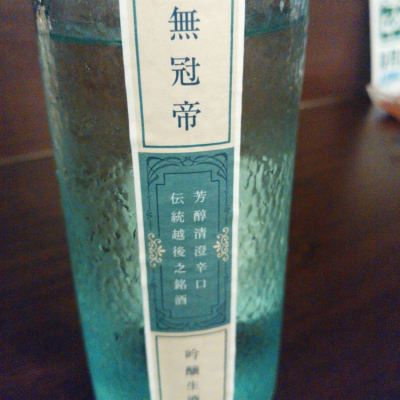 無冠帝
芳醇清澄辛口
伝統越後之銘酒
吟醸生酒